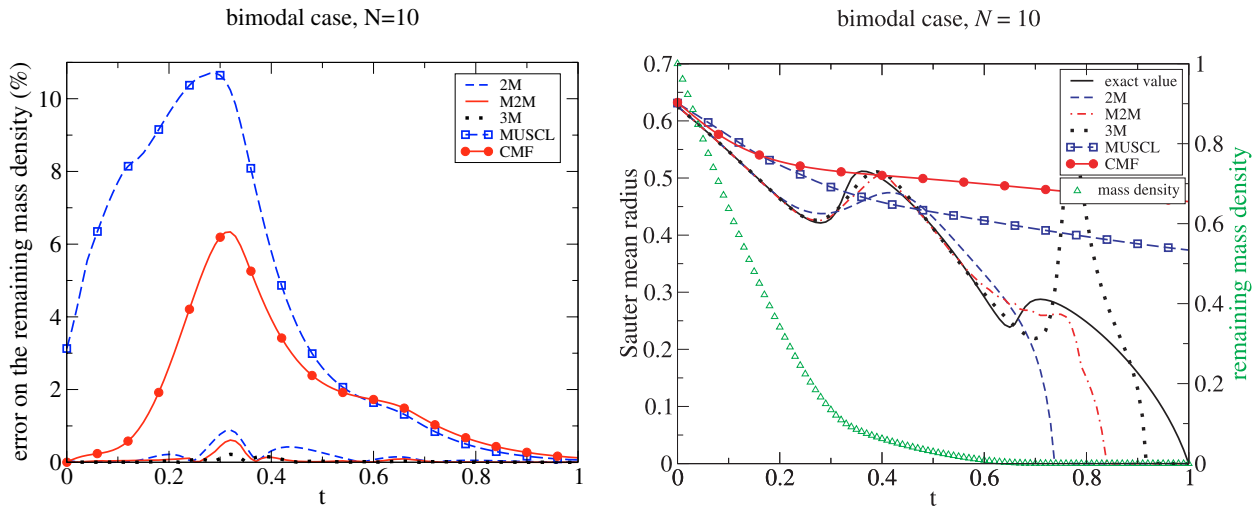 bimodal case, N=10
error on the remaining mass density (%)
10
8
6
4
2
0
2M
M2M
3M
MUSCL
CMF
0 0.2 0.4 0.6 0.8 1
t
bimodal case, N = 10
Sauter mean radius
0.7
0.6
0.5
0.4
0.3
0.2
0.1
0
exact value
2M
M2M
3M
MUSCL
CMF
mass density
1
0.8
0.6
0.4
0.2
0
remaining mass density
0 0.2 0.4 0.6 0.8 1
t